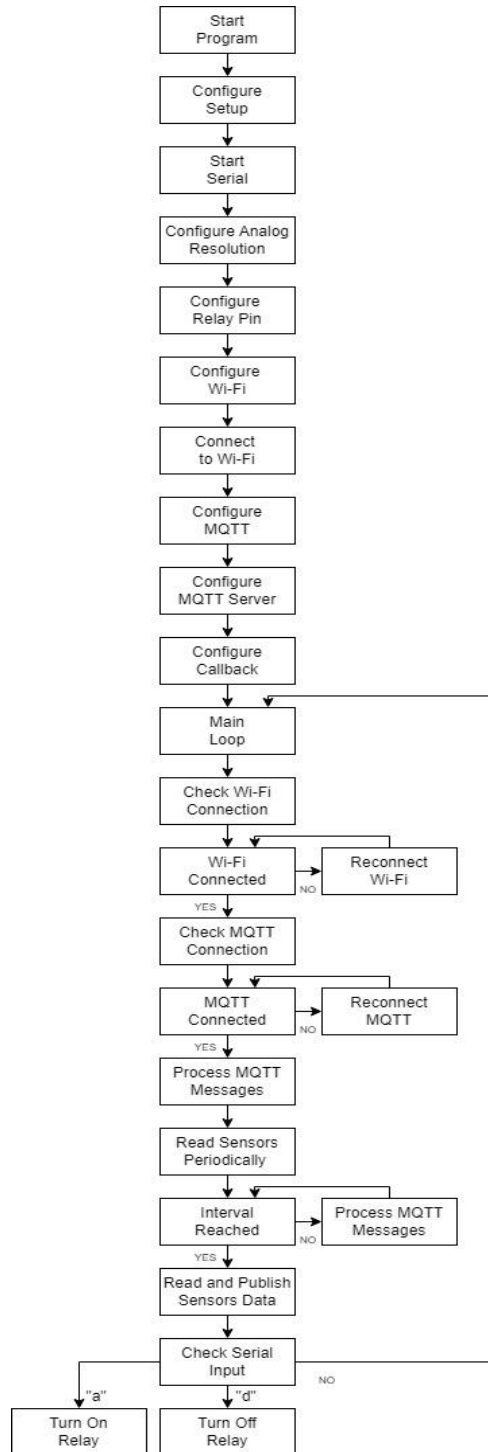 Start
Program
Configure
Setup
Start
Serial
Configure Analog
Resolution
Configure
Relay Pin
Configure
Wi-Fi
Connect
to Wi-Fi
Configure
MQTT
Configure
MQTT Server
Configure
Callback
Main
Loop
Check Wi-Fi
Connection
Wi-Fi
Connected
NO
Reconnect
Wi-Fi
YES
Check MQTT
Connection
MQTT
Connected
NO
Reconnect
MQTT
YES
Process MQTT
Messages
Read Sensors
Periodically
Interval
Reached
NO
Process MQTT
Messages
YES
Read and Publish
Sensors Data
Check Serial
Input
NO
"a"
"d"
Turn On
Relay
Turn Off
Relay